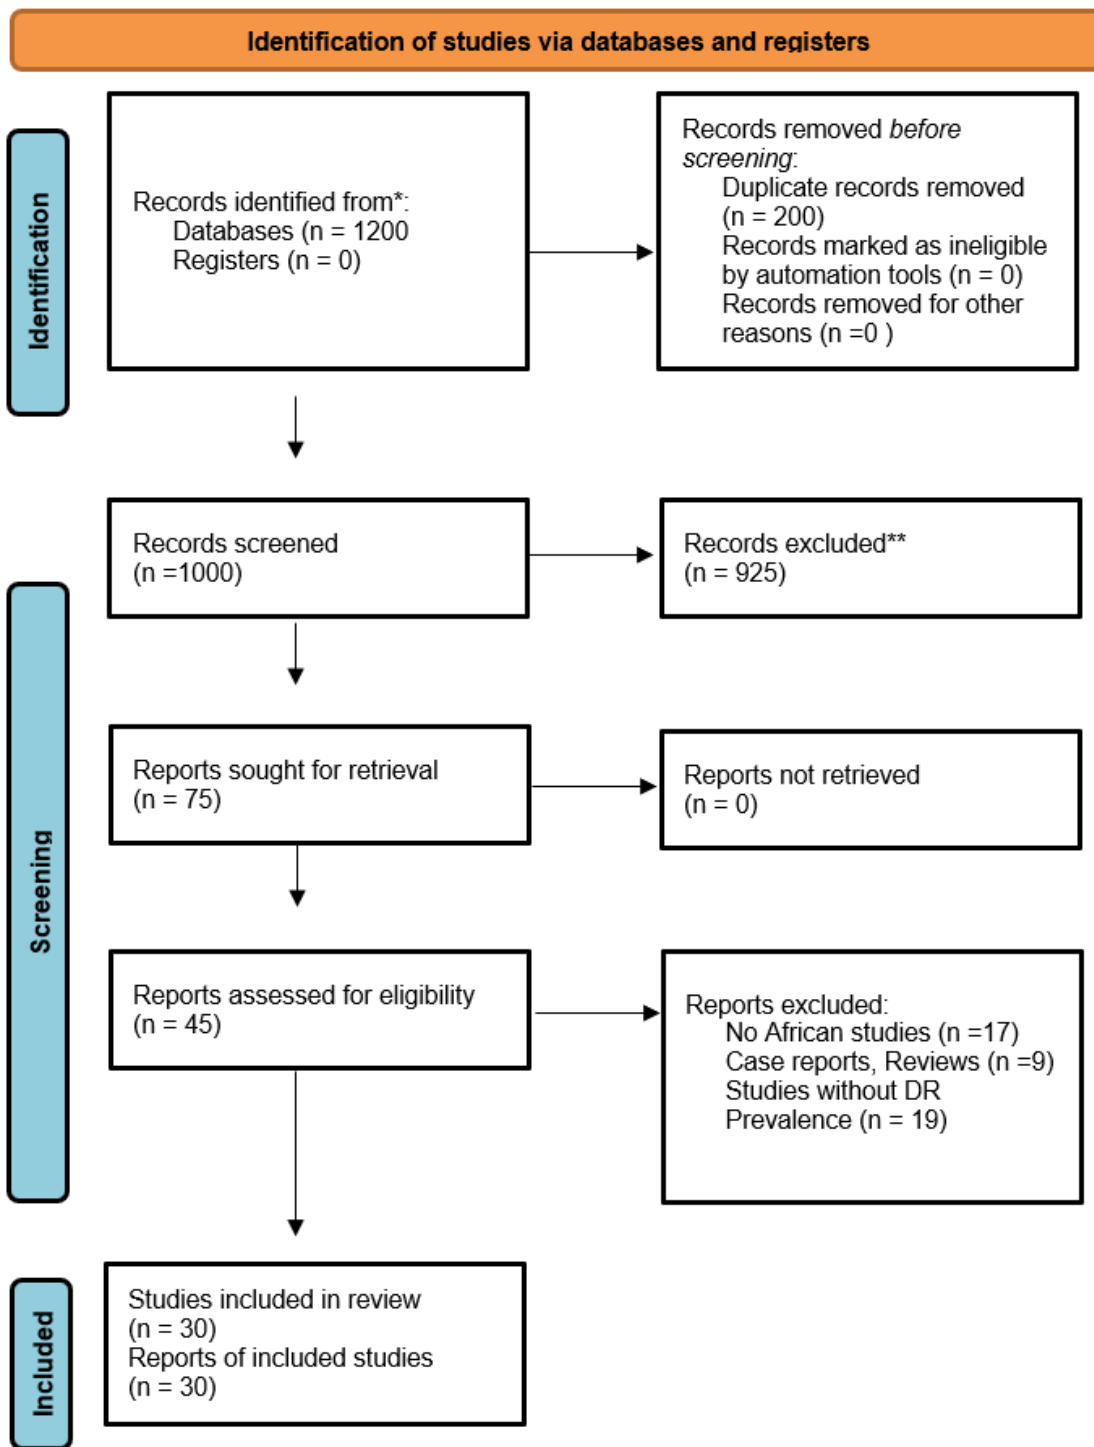 Identification of studies via databases and registers
Identification
Records identified from*:
Databases (n = 1200
Registers (n = 0)
Records removed before
screening:
Duplicate records removed
(n = 200)
Records marked as ineligible
by automation tools (n = 0)
Records removed for other
reasons (n =0 )
Screening
Records screened
(n =1000)
Records excluded**
(n = 925)
Reports sought for retrieval
(n = 75)
Reports not retrieved
(n = 0)
Reports assessed for eligibility
(n = 45)
Reports excluded:
No African studies (n =17)
Case reports, Reviews (n =9)
Studies without DR
Prevalence (n = 19)
Included
Studies included in review
(n = 30)
Reports of included studies
(n = 30)